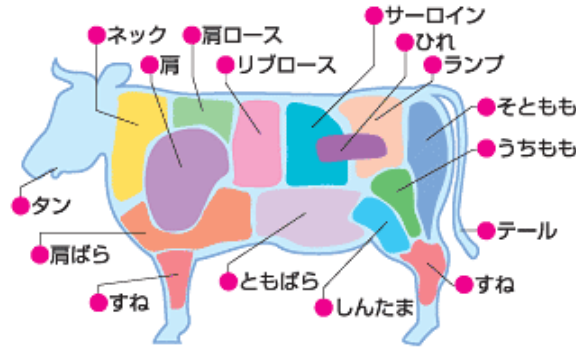 サーロイン
ネック
肩ロース
ひれ
肩
リブロース
ランプ
そともも
うちもも
タン
テール
肩ばら
ともばら
すね
しんたま
すね